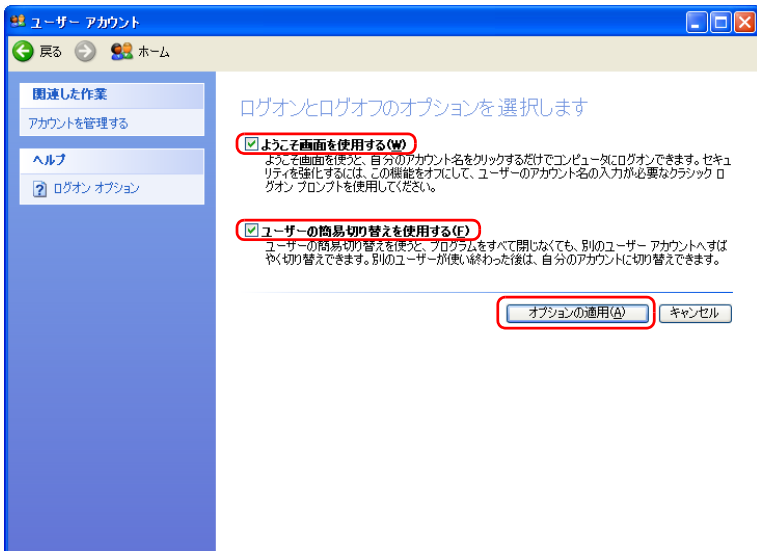 ユーザー アカウント
戻る ホーム
関連した作業
アカウントを管理する
ヘルプ
ログオン オプション
ログオンとログオフのオプションを選択します
ようこそ画面を使用する(W)
ようこそ画面を使うと、自分のアカウント名をクリックするだけでコンピュータにログオンできます。セキュ
リティを強化するには、この機能をオフにして、ユーザーのアカウント名の入力が必要なクラシック ロ
グオン プロンプトを使用してください。
ユーザーの簡易切り替えを使用する(F)
ユーザーの簡易切り替えを使うと、プログラムをすべて閉じなくても、別のユーザー アカウントへすば
やく切り替えできます。別のユーザーが使い終わった後は、自分のアカウントに切り替えできます。
オプションの適用(A) キャンセル